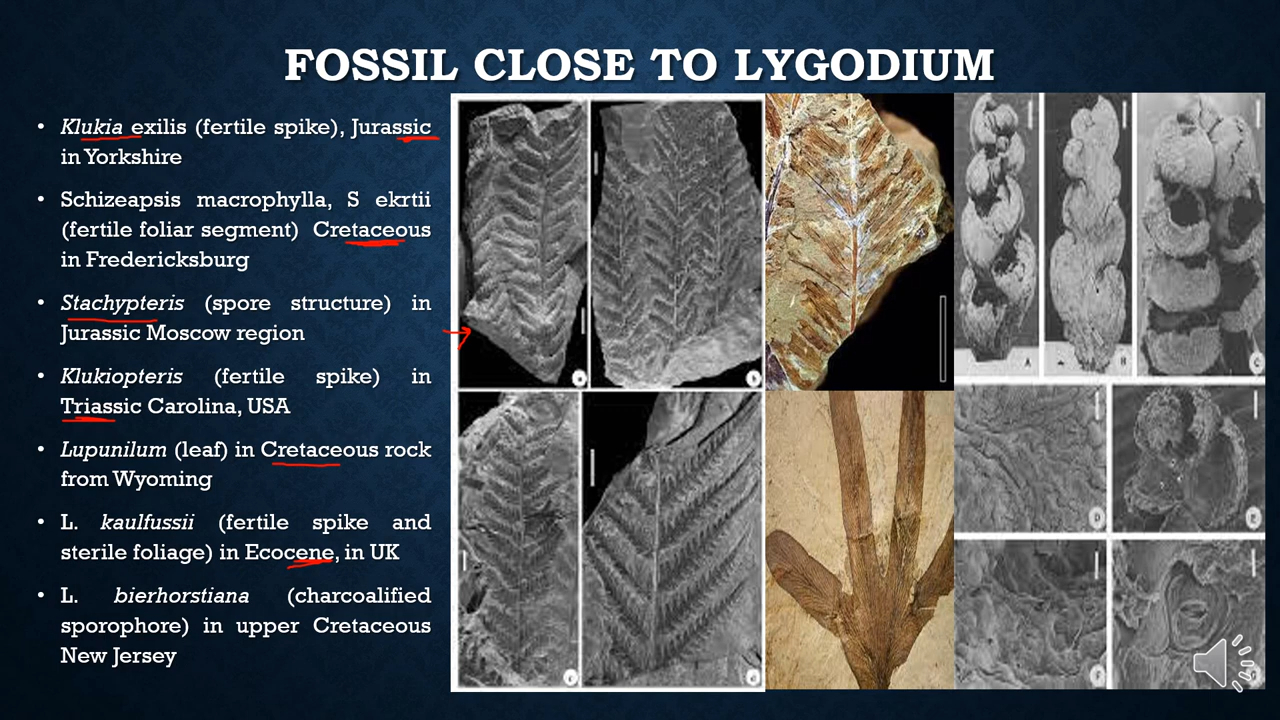 FOSSIL CLOSE TO LYGODIUM
• Klukia exilis (fertile spike), Jurassic
in Yorkshire
• Schizeapsis macrophylla, S ekrtii
(fertile foliar segment) Cretaceous
in Fredericksburg
• Stachypteris (spore structure) in
Jurassic Moscow region
• Klukiopteris (fertile spike) in
Triassic Carolina, USA
• Lupunilum (leaf) in Cretaceous rock
from Wyoming
• L. kaulfussii (fertile spike and
sterile foliage) in Ecocene, in UK
• L. bierhorstiana (charcoalified
sporophore) in upper Cretaceous
New Jersey
a
b
c
d
A
B
C
D
E
F